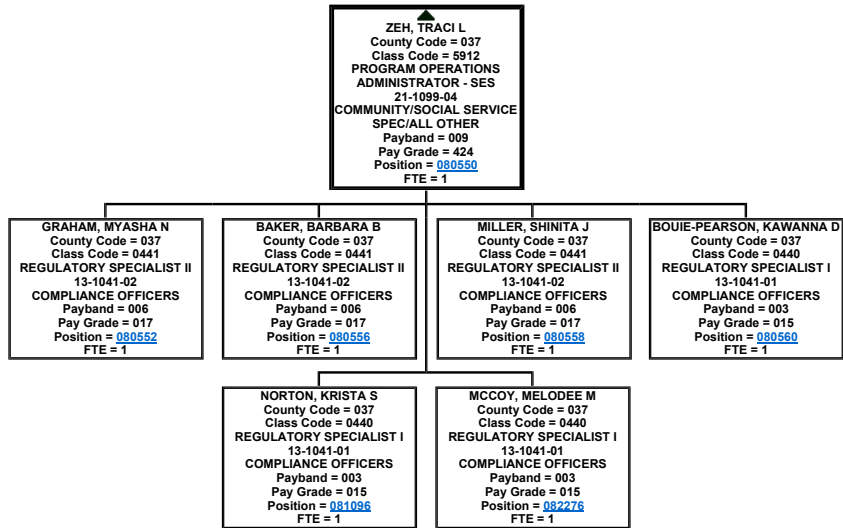 ZEH, TRACI L
County Code = 037
Class Code = 5912
PROGRAM OPERATIONS
ADMINISTRATOR - SES
21-1099-04
COMMUNITY/SOCIAL SERVICE
SPEC/ALL OTHER
Payband = 009
Pay Grade = 424
Position = 080550
FTE = 1
GRAHAM, MYASHA N
County Code = 037
Class Code = 0441
REGULATORY SPECIALIST II
13-1041-02
COMPLIANCE OFFICERS
Payband = 006
Pay Grade = 017
Position = 080552
FTE = 1
BAKER, BARBARA B
County Code = 037
Class Code = 0441
REGULATORY SPECIALIST II
13-1041-02
COMPLIANCE OFFICERS
Payband = 006
Pay Grade = 017
Position = 080556
FTE = 1
MILLER, SHINITA J
County Code = 037
Class Code = 0441
REGULATORY SPECIALIST II
13-1041-02
COMPLIANCE OFFICERS
Payband = 006
Pay Grade = 017
Position = 080558
FTE = 1
BOUIE-PEARSON, KAWANNA D
County Code = 037
Class Code = 0440
REGULATORY SPECIALIST I
13-1041-01
COMPLIANCE OFFICERS
Payband = 003
Pay Grade = 015
Position = 080560
FTE = 1
NORTON, KRISTA S
County Code = 037
Class Code = 0440
REGULATORY SPECIALIST I
13-1041-01
COMPLIANCE OFFICERS
Payband = 003
Pay Grade = 015
Position = 081096
FTE = 1
MCCOY, MELODEE M
County Code = 037
Class Code = 0440
REGULATORY SPECIALIST I
13-1041-01
COMPLIANCE OFFICERS
Payband = 003
Pay Grade = 015
Position = 082276
FTE = 1